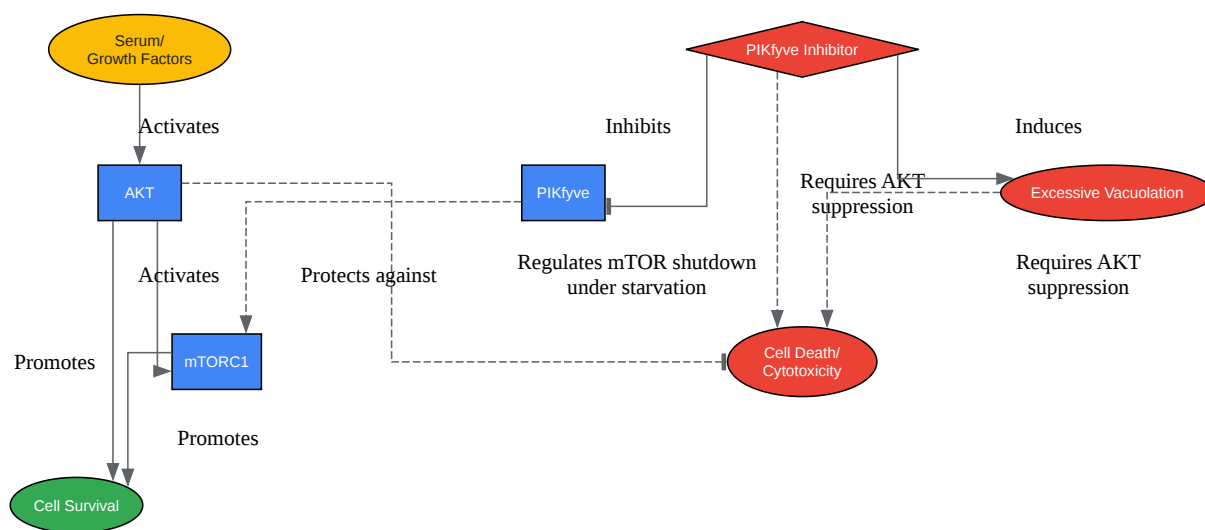 Serum/
Growth Factors
PIKfyve Inhibitor
Activates
Inhibits
Induces
AKT
PIKfyve
Requires AKT
suppression
Excessive Vacuolation
Activates
Protects against
Regulates mTOR shutdown
under starvation
Requires AKT
suppression
Promotes
mTORC1
Cell Death/
Cytotoxicity
Promotes
Cell Survival